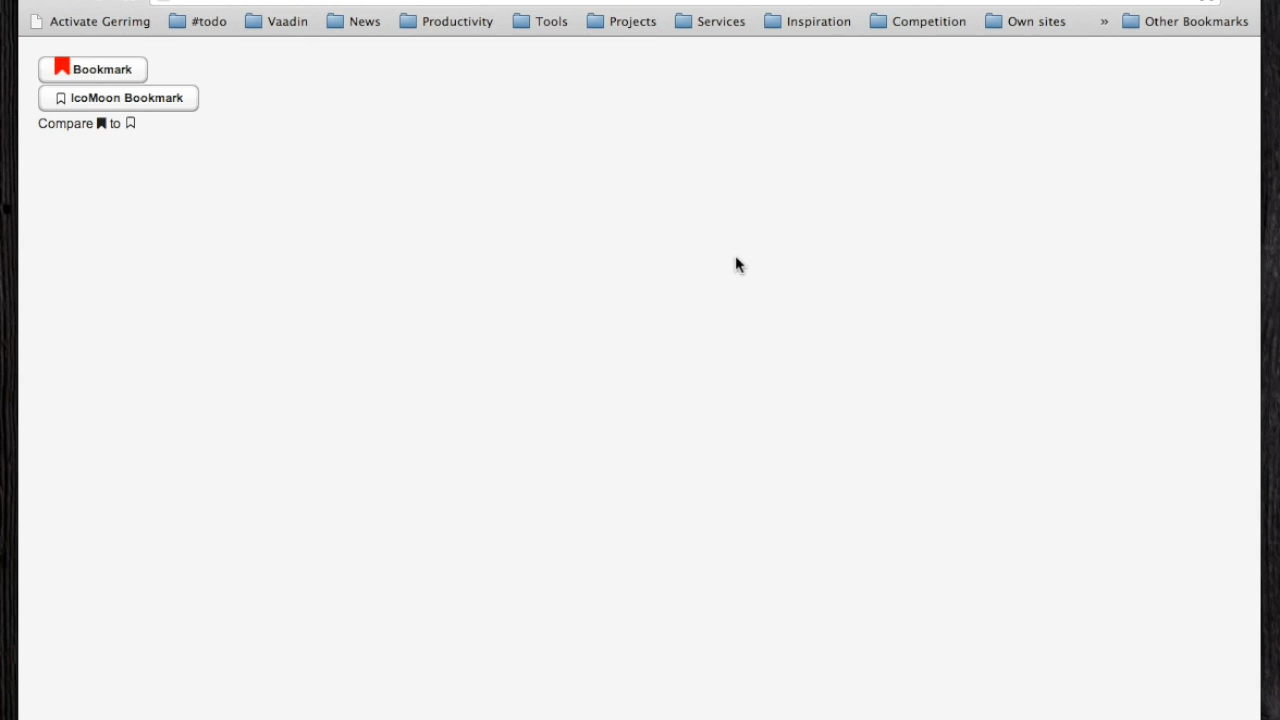 Activate Gerrimg #todo Vaadin News Productivity Tools Projects Services Inspiration Competition Own sites » Other Bookmarks
Bookmark
IcoMoon Bookmark
Compare to